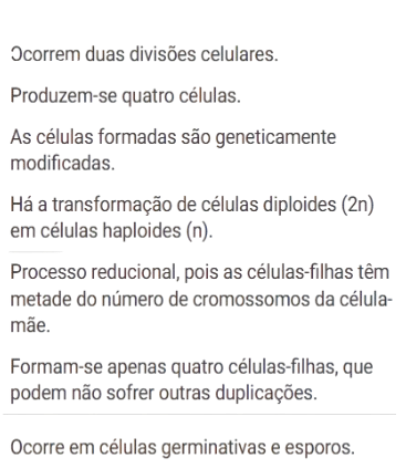 Ocorrem duas divisões celulares.
Produzem-se quatro células.
As células formadas são geneticamente
modificadas.
Há a transformação de células diploides (2n)
em células haploides (n).
Processo reducional, pois as células-filhas têm
metade do número de cromossomos da célula-
mãe.
Formam-se apenas quatro células-filhas, que
podem não sofrer outras duplicações.
Ocorre em células germinativas e esporos.